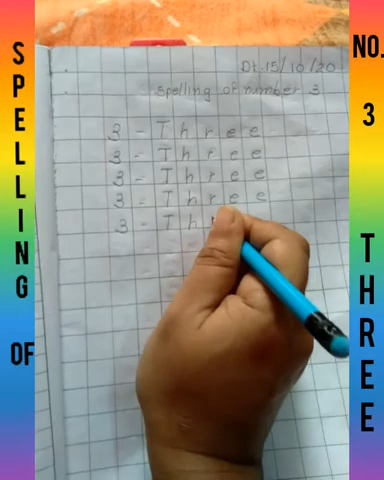 SPELLING OF
NO. 3 THREE
Dt. 15/10/20
Spelling of number 3
3 - Three
3 - Three
3 - Three
3 - Three
3 - Th